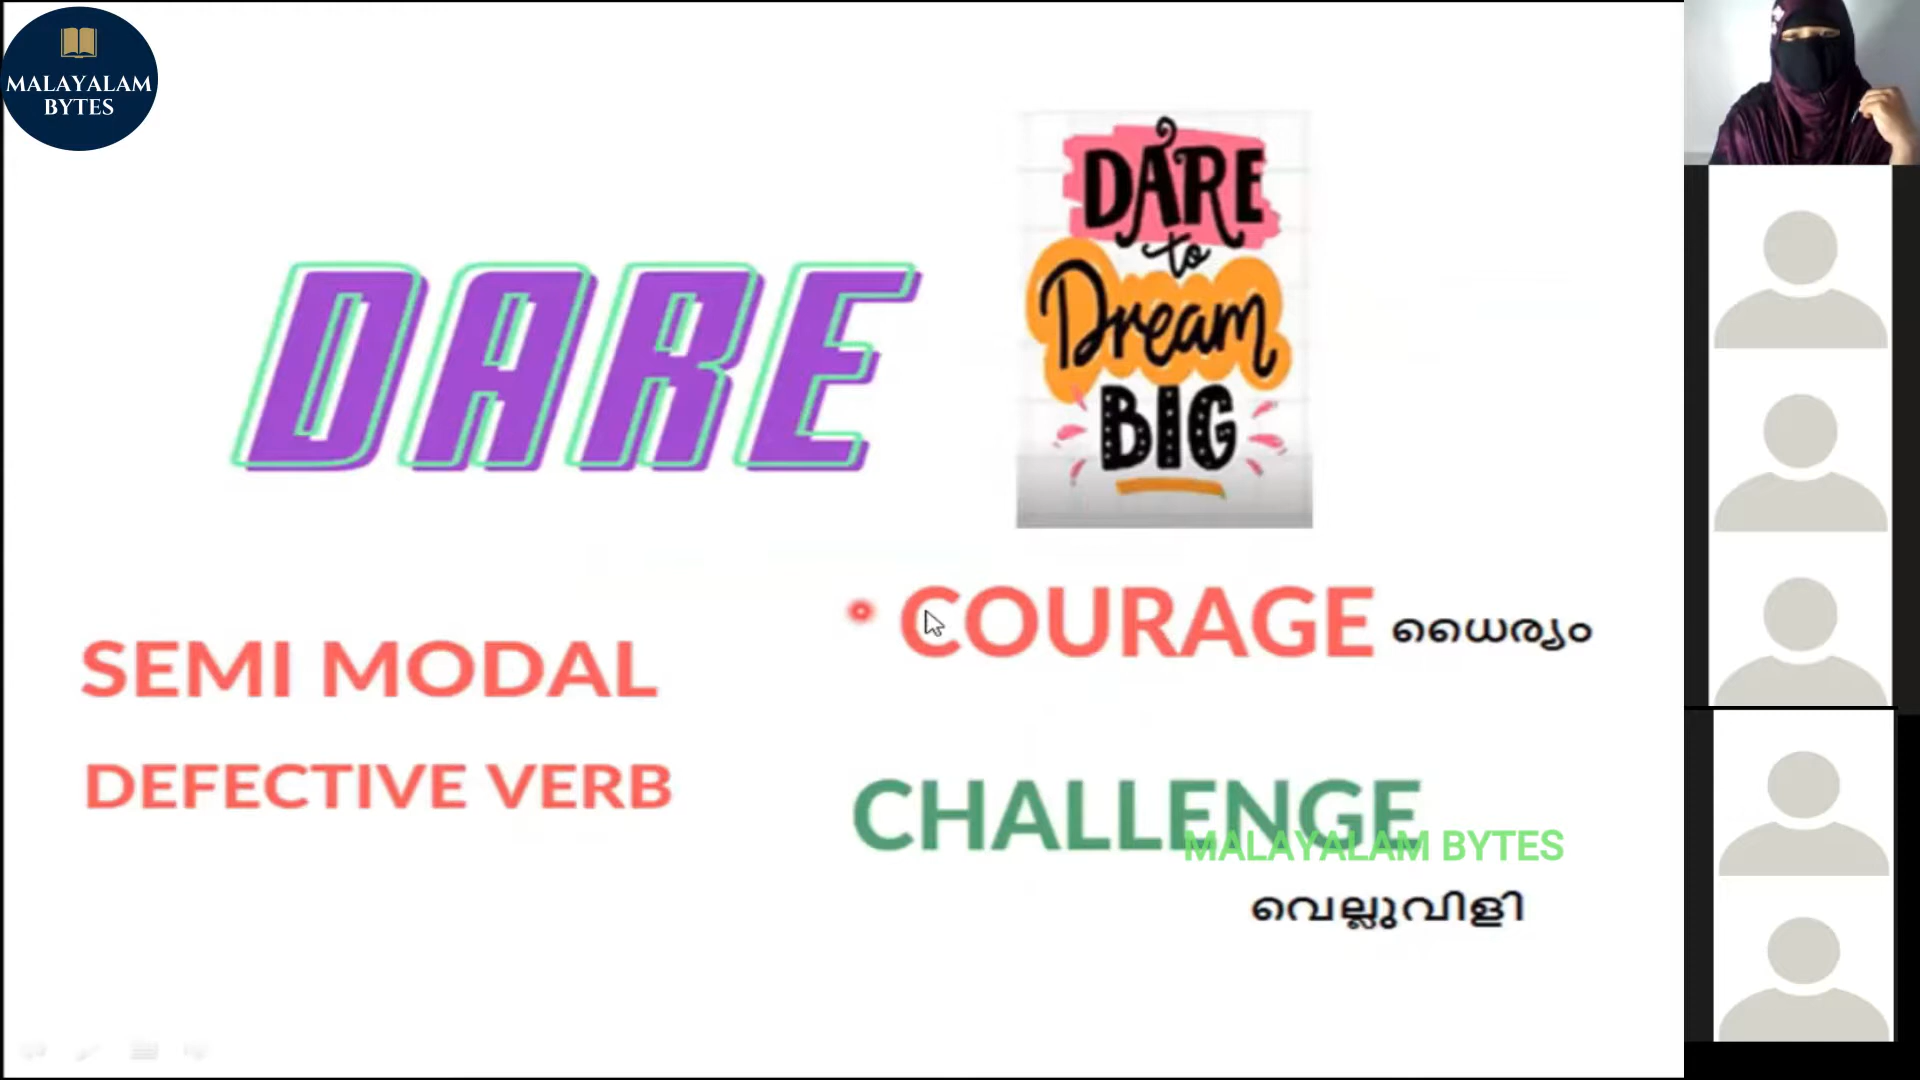 MALAYALAM
BYTES
DARE
to
Dream
BIG
DARE
COURAGE ധൈര്യം
SEMI MODAL
DEFECTIVE VERB
CHALLENGE
MALAYALAM BYTES
വെല്ലുവിളി